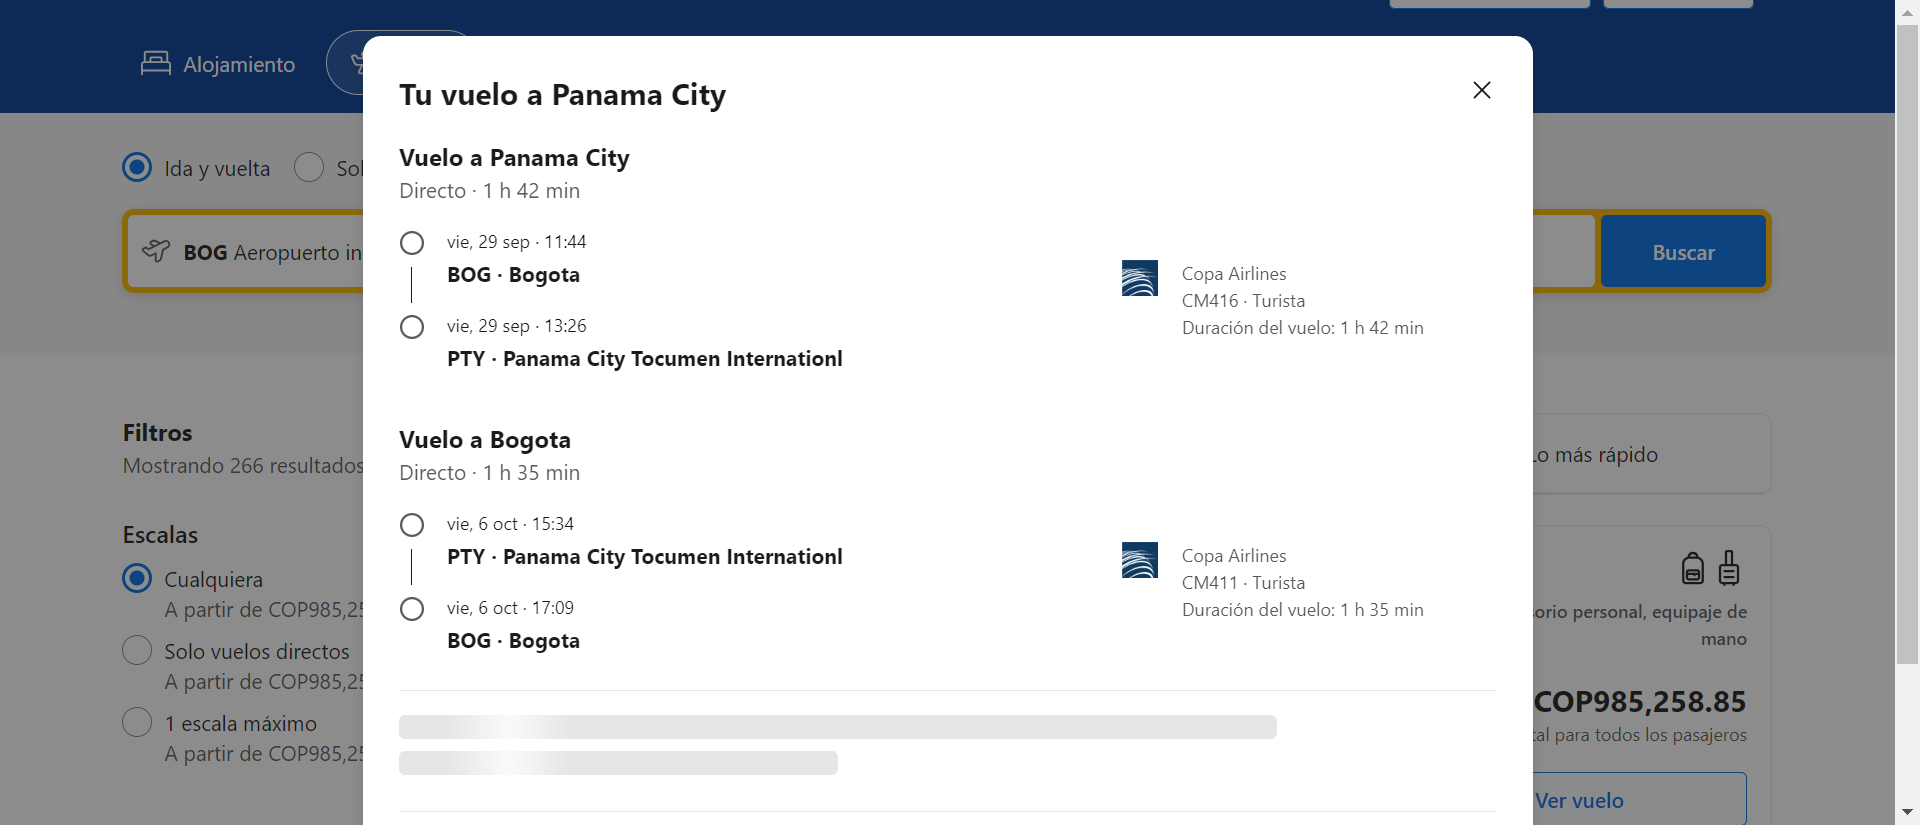 Alojamiento
Tu vuelo a Panama City
Vuelo a Panama City
Directo · 1 h 42 min
vie, 29 sep · 11:44
BOG · Bogota
vie, 29 sep · 13:26
PTY · Panama City Tocumen Internationl
Copa Airlines
CM416 · Turista
Duración del vuelo: 1 h 42 min
Vuelo a Bogota
Directo · 1 h 35 min
vie, 6 oct · 15:34
PTY · Panama City Tocumen Internationl
vie, 6 oct · 17:09
BOG · Bogota
Copa Airlines
CM411 · Turista
Duración del vuelo: 1 h 35 min
Ida y vuelta
BOG Aeropuerto in
Buscar
Filtros
Mostrando 266 resultados
Escalas
Cualquiera
A partir de COP985,25
Solo vuelos directos
A partir de COP985,25
1 escala máximo
A partir de COP985,25
Lo más rápido
personal, equipaje de
mano
COP985,258.85
para todos los pasajeros
Ver vuelo